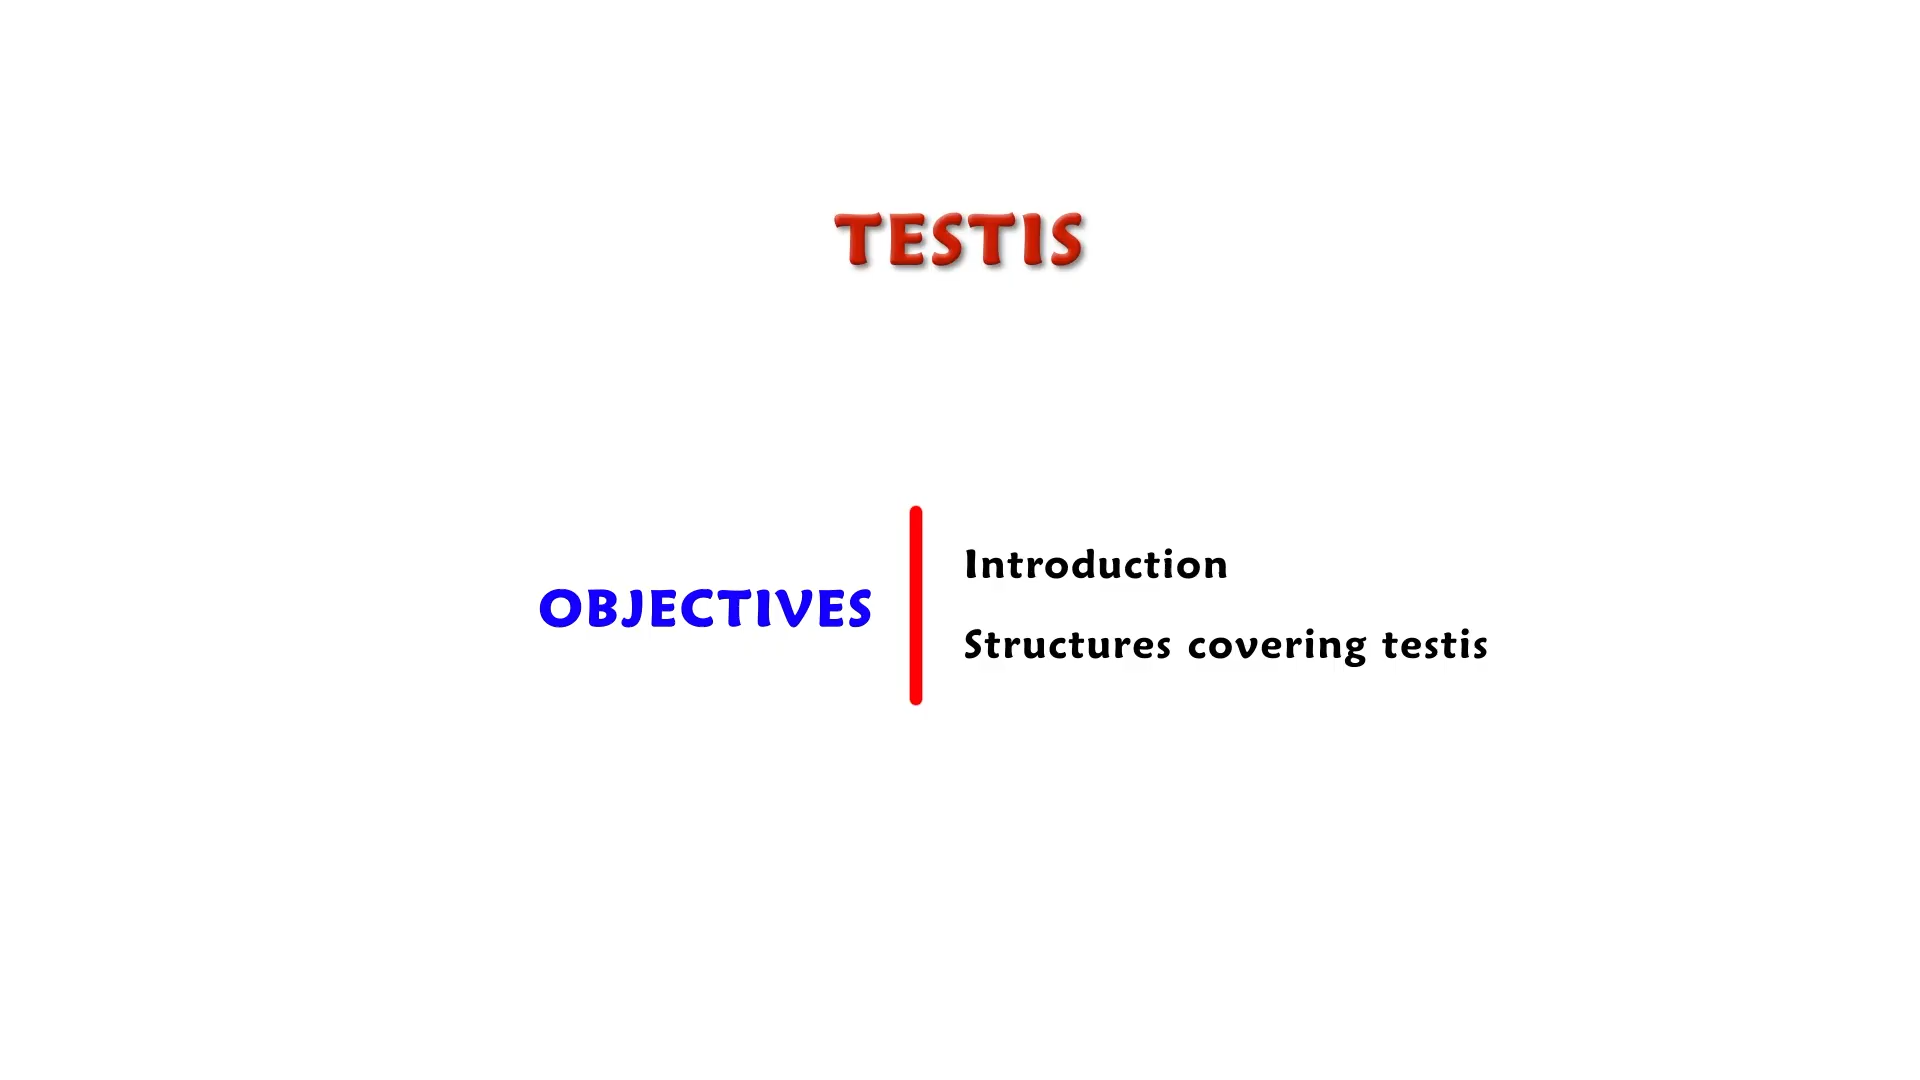 TESTIS
OBJECTIVES
Introduction
Structures covering testis